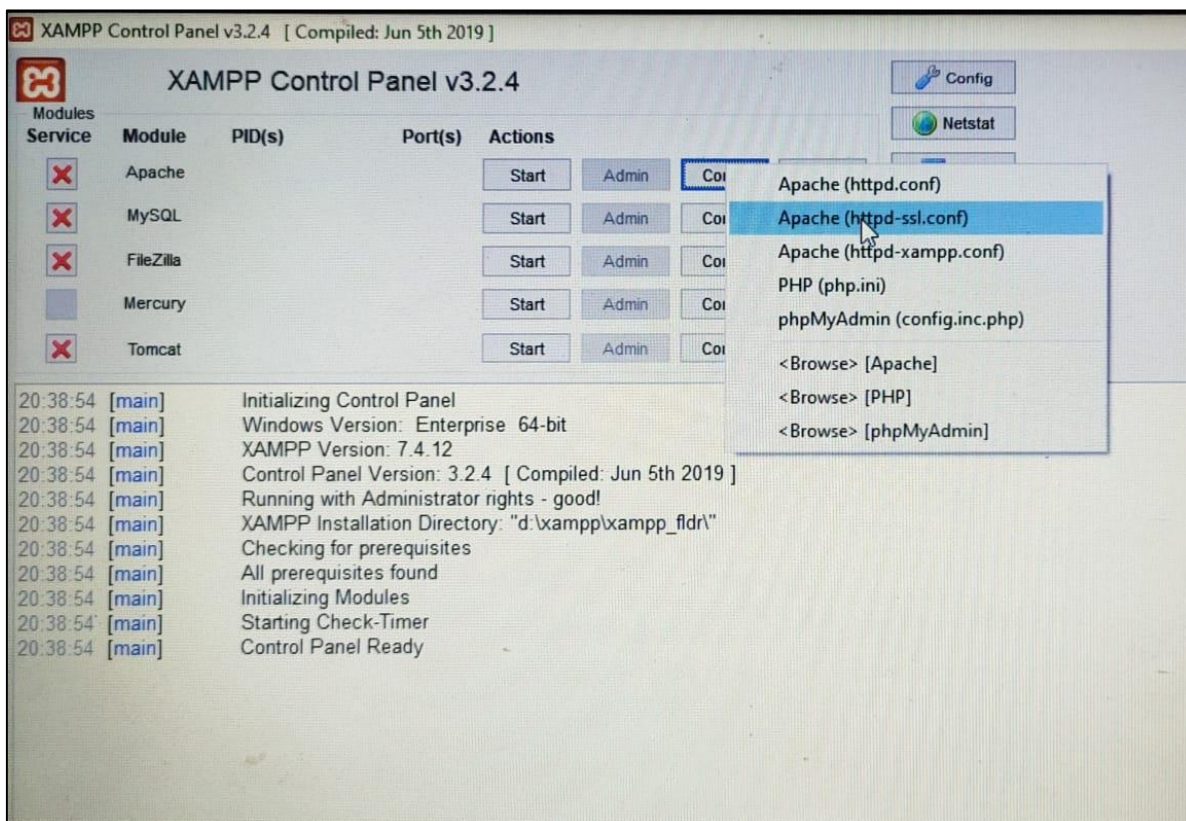 XAMPP Control Panel v3.2.4 [ Compiled: Jun 5th 2019 ]
XAMPP Control Panel v3.2.4
Config
Netstat
Modules
Service Module PID(s) Port(s) Actions
Apache Start Admin
MySQL Start Admin
FileZilla Start Admin
Mercury Start Admin
Tomcat Start Admin
Apache (httpd.conf)
Apache (httpd-ssl.conf)
Apache (httpd-xampp.conf)
PHP (php.ini)
phpMyAdmin (config.inc.php)
<Browse> [Apache]
<Browse> [PHP]
<Browse> [phpMyAdmin]
20:38:54 [main] Initializing Control Panel
20:38:54 [main] Windows Version: Enterprise 64-bit
20:38:54 [main] XAMPP Version: 7.4.12
20:38:54 [main] Control Panel Version: 3.2.4 [ Compiled: Jun 5th 2019 ]
20:38:54 [main] Running with Administrator rights - good!
20:38:54 [main] XAMPP Installation Directory: "d:\xampp\xampp_fldr\"
20:38:54 [main] Checking for prerequisites
20:38:54 [main] All prerequisites found
20:38:54 [main] Initializing Modules
20:38:54 [main] Starting Check-Timer
20:38:54 [main] Control Panel Ready